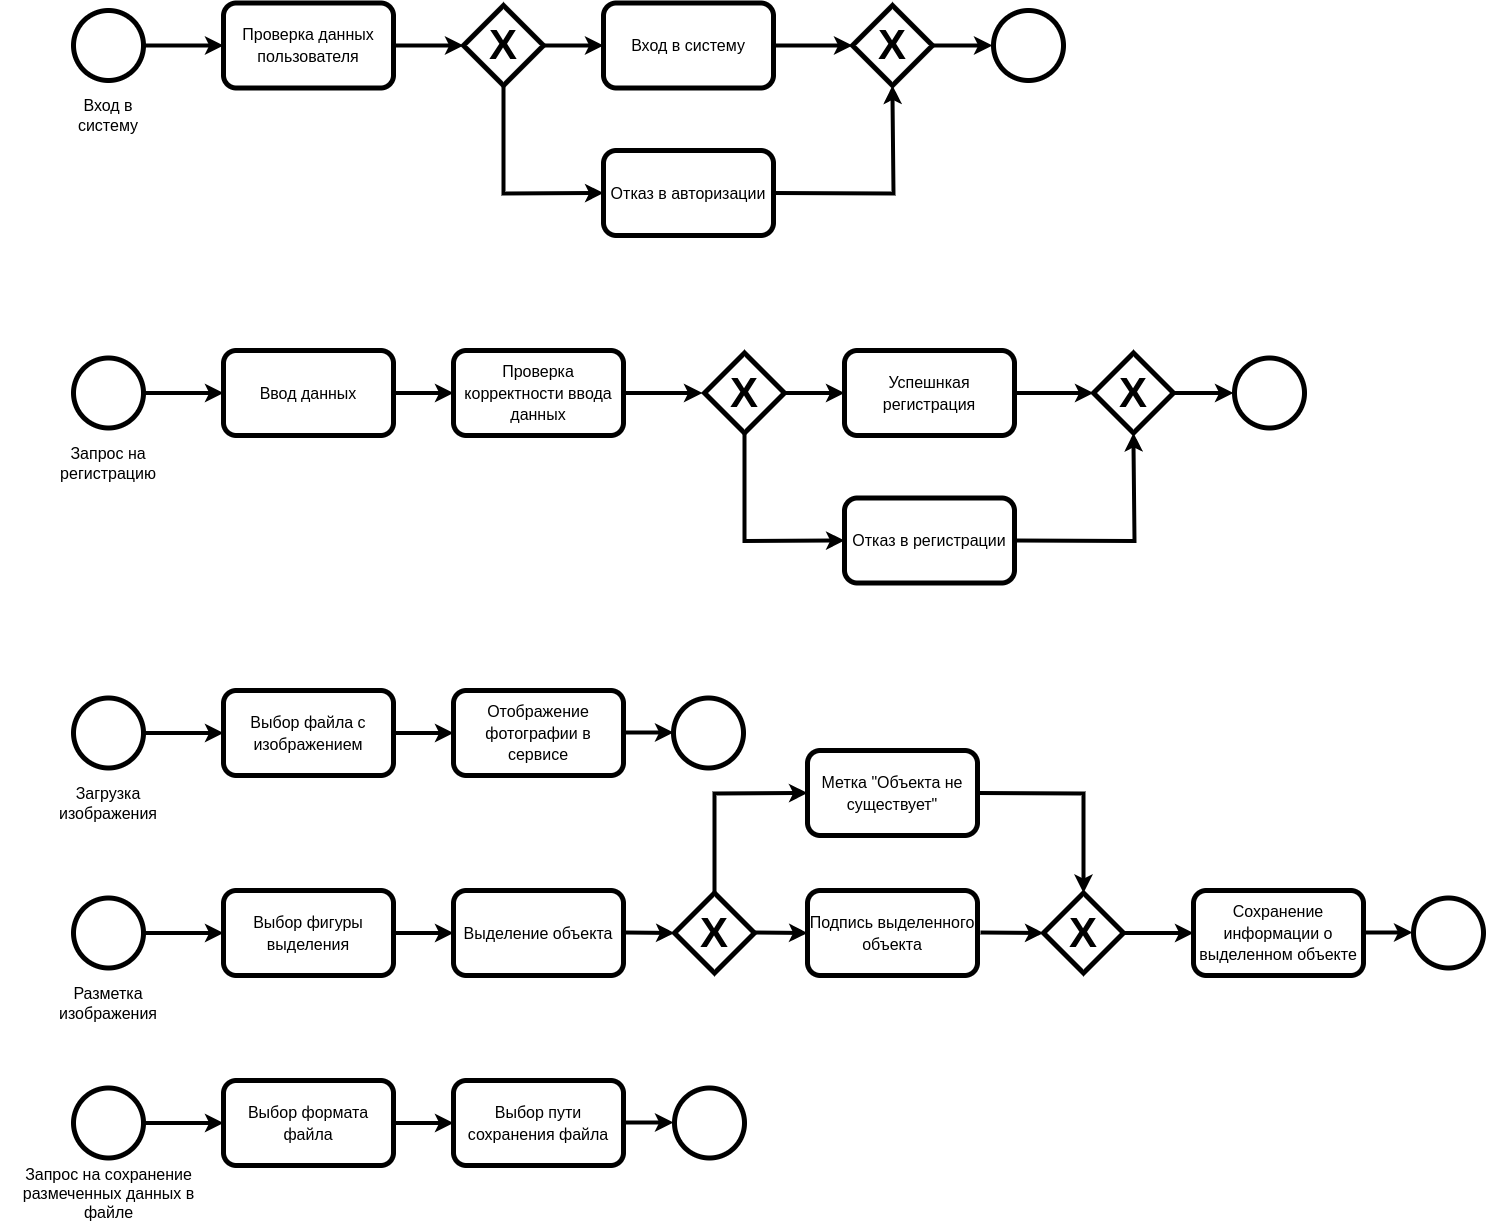 Проверка данных
пользователя
X
Вход в систему
X
Вход в
систему
Отказ в авторизации
Ввод данных
Проверка
корректности ввода
данных
X
Успешнкая
регистрация
X
Запрос на
регистрацию
Отказ в регистрации
Выбор файла с
изображением
Отображение
фотографии в
сервисе
Загрузка
изображения
Метка "Объекта не
существует"
Выбор фигуры
выделения
Выделение объекта
X
Подпись выделенного
объекта
X
Сохранение
информации о
выделенном объекте
Разметка
изображения
Выбор формата
файла
Выбор пути
сохранения файла
Запрос на сохранение
размеченных данных в
файле